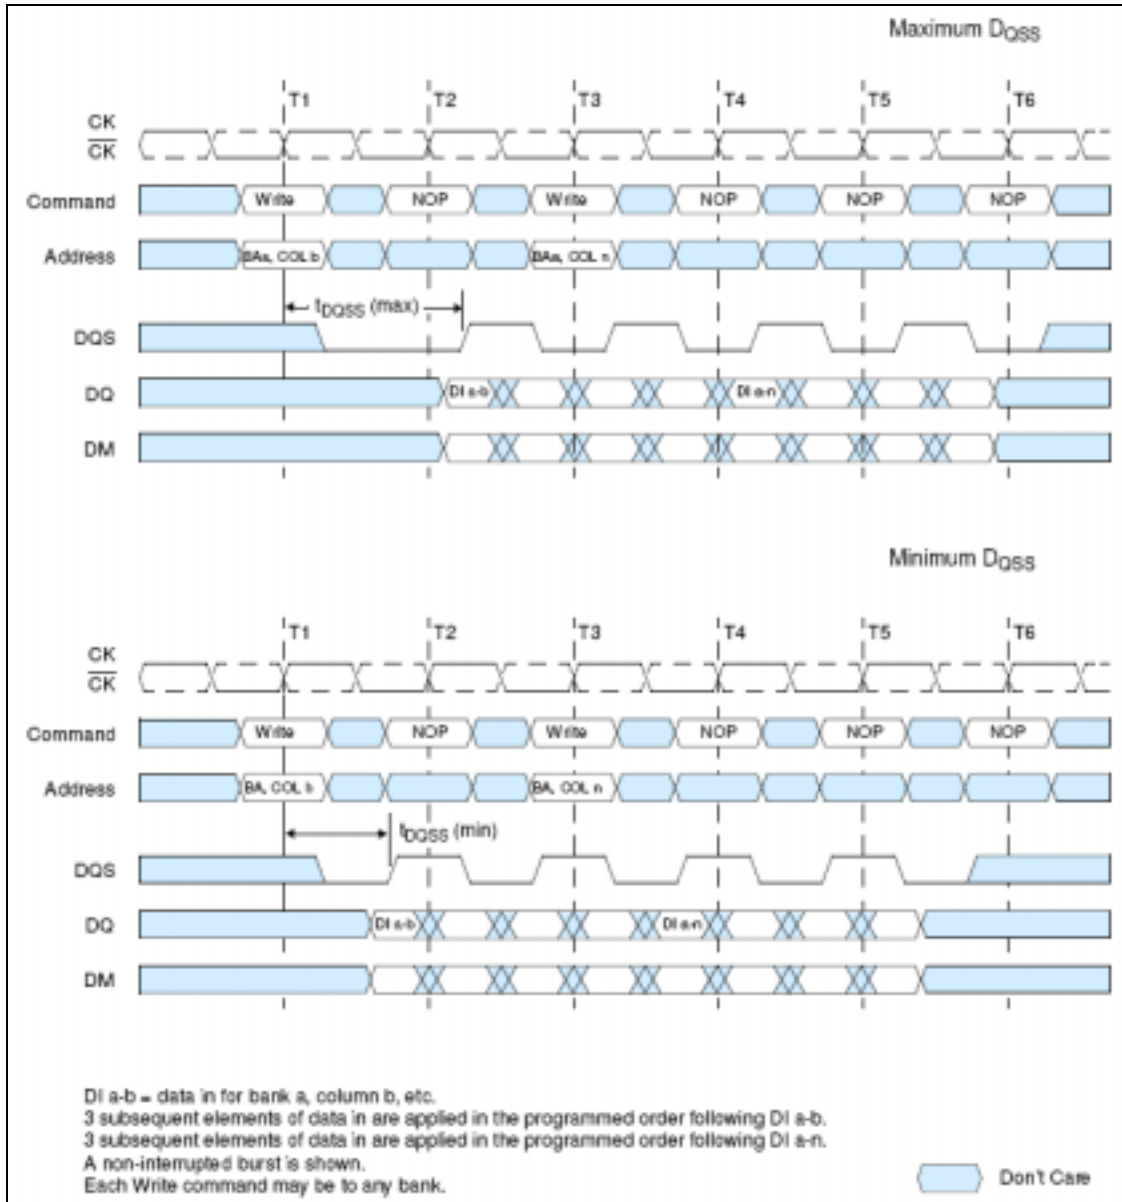 Maximum DQSS
T1 T2 T3 T4 T5 T6
CK
CK
Command Write NOP Write NOP NOP NOP
Address BAa, COL b BAa, COL n
tDQSS (max)
DQS
DQ DI a-b DI a-n
DM
Minimum DQSS
T1 T2 T3 T4 T5 T6
CK
CK
Command Write NOP Write NOP NOP NOP
Address BA, COL b BA, COL n
tDQSS (min)
DQS
DQ DI a-b DI a-n
DM
DI a-b = data in for bank a, column b, etc.
3 subsequent elements of data in are applied in the programmed order following DI a-b.
3 subsequent elements of data in are applied in the programmed order following DI a-n.
A non-interrupted burst is shown.
Each Write command may be to any bank.
Don't Care